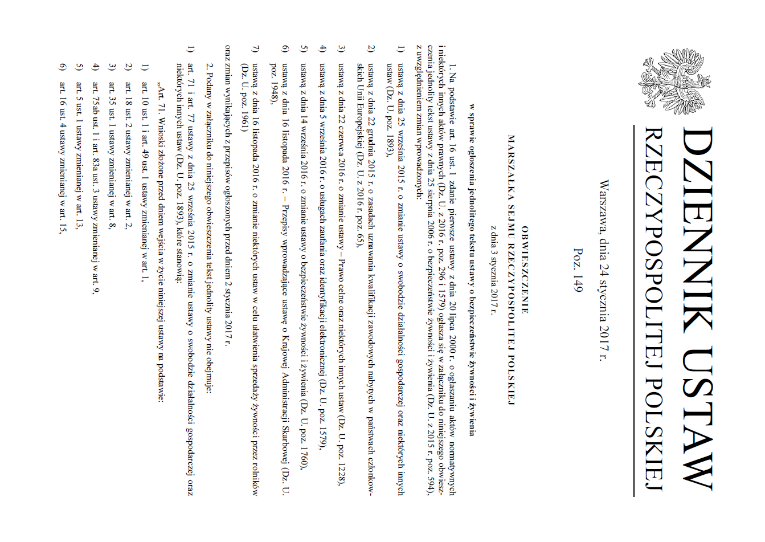 DZIENNIK USTAW
RZECZYPOSPOLITEJ POLSKIEJ
Warszawa, dnia 24 stycznia 2017 r.
Poz. 149
OBWIESZCZENIE
MARSZAŁKA SEJMU RZECZYPOSPOLITEJ POLSKIEJ
z dnia 3 stycznia 2017 r.
w sprawie ogłoszenia jednolitego tekstu ustawy o bezpieczeństwie żywności i żywienia
1. Na podstawie art. 16 ust. 1 zdanie pierwsze ustawy z dnia 20 lipca 2000 r. o ogłaszaniu aktów normatywnych
i niektórych innych aktów prawnych (Dz. U. z 2016 r. poz. 296 i 1579) ogłasza się w załączniku do niniejszego obwiesz-
czenia jednolity tekst ustawy z dnia 25 sierpnia 2006 r. o bezpieczeństwie żywności i żywienia (Dz. U. z 2015 r. poz. 594),
z uwzględnieniem zmian wprowadzonych:
1) ustawą z dnia 25 września 2015 r. o zmianie ustawy o swobodzie działalności gospodarczej oraz niektórych innych
ustaw (Dz. U. poz. 1893),
2) ustawą z dnia 22 grudnia 2015 r. o zasadach uznawania kwalifikacji zawodowych nabytych w państwach członkow-
skich Unii Europejskiej (Dz. U. z 2016 r. poz. 65),
3) ustawą z dnia 22 czerwca 2016 r. o zmianie ustawy – Prawo celne oraz niektórych innych ustaw (Dz. U. poz. 1228),
4) ustawą z dnia 5 września 2016 r. o usługach zaufania oraz identyfikacji elektronicznej (Dz. U. poz. 1579),
5) ustawą z dnia 14 września 2016 r. o zmianie ustawy o bezpieczeństwie żywności i żywienia (Dz. U. poz. 1760),
6) ustawą z dnia 16 listopada 2016 r. – Przepisy wprowadzające ustawę o Krajowej Administracji Skarbowej (Dz. U.
poz. 1948),
7) ustawą z dnia 16 listopada 2016 r. o zmianie niektórych ustaw w celu ułatwienia sprzedaży żywności przez rolników
(Dz. U. poz. 1961)
oraz zmian wynikających z przepisów ogłoszonych przed dniem 2 stycznia 2017 r.
2. Podany w załączniku do niniejszego obwieszczenia tekst jednolity ustawy nie obejmuje:
1) art. 71 i art. 77 ustawy z dnia 25 września 2015 r. o zmianie ustawy o swobodzie działalności gospodarczej oraz
niektórych innych ustaw (Dz. U. poz. 1893), które stanowią:
„Art. 71. Wnioski złożone przed dniem wejścia w życie niniejszej ustawy na podstawie:
1) art. 10 ust. 1 i art. 49 ust. 1 ustawy zmienianej w art. 1,
2) art. 18 ust. 2 ustawy zmienianej w art. 2,
3) art. 35 ust. 1 ustawy zmienianej w art. 8,
4) art. 75ab ust. 1 i art. 83a ust. 3 ustawy zmienianej w art. 9,
5) art. 5 ust. 1 ustawy zmienianej w art. 13,
6) art. 16 ust. 4 ustawy zmienianej w art. 15,